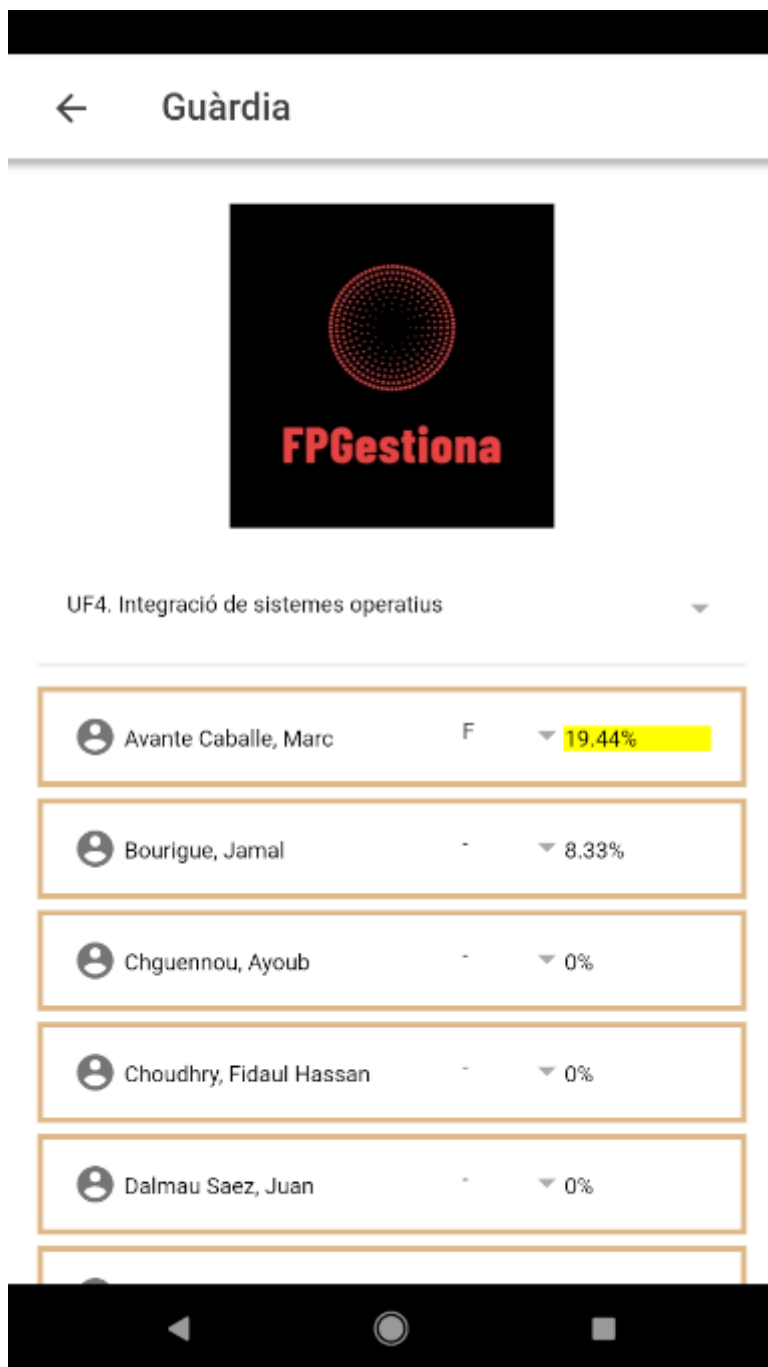 Guàrdia
FPGestiona
UF4. Integració de sistemes operatius
Avante Caballe, Marc F 19.44%
Bourigue, Jamal - 8.33%
Chguennou, Ayoub - 0%
Choudhry, Fidaul Hassan - 0%
Dalmau Saez, Juan - 0%